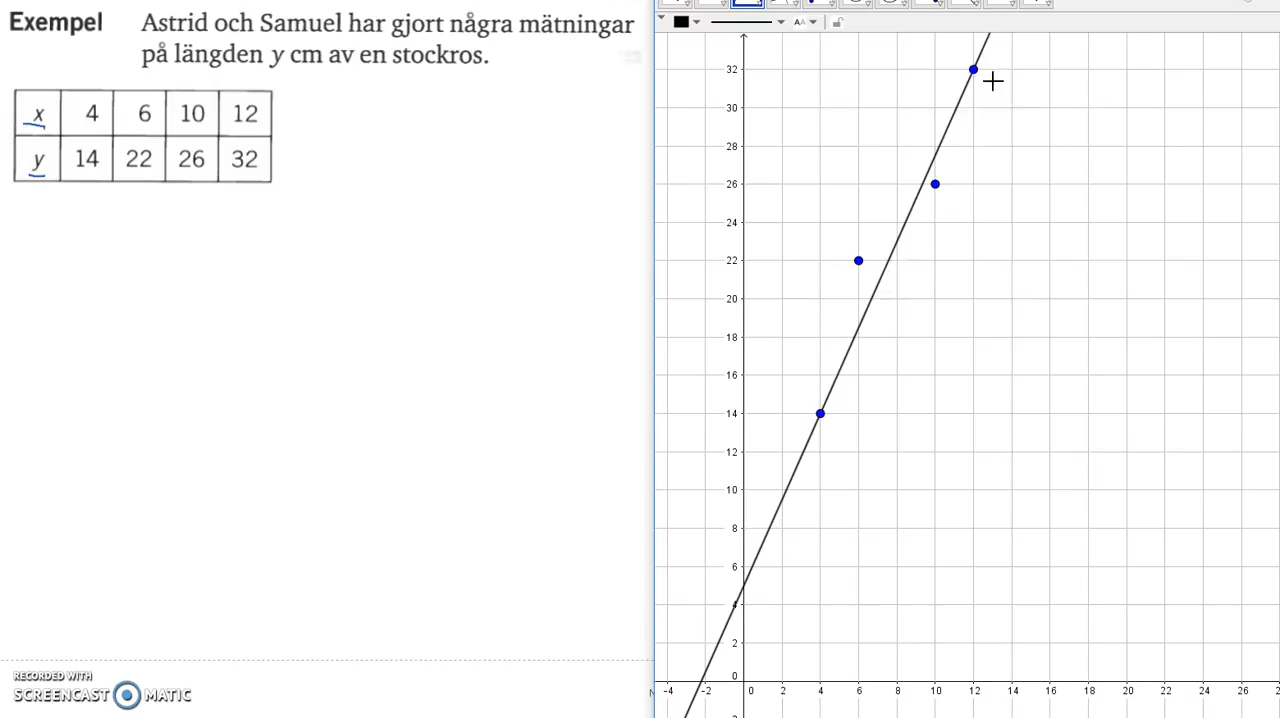 Exempel Astrid och Samuel har gjort några mätningar
på längden y cm av en stockros.
x 4 6 10 12
y 14 22 26 32
RECORDED WITH
SCREENCAST MATIC
AA
32
30
28
26
24
22
20
18
16
14
12
10
8
6
4
2
0
-4 -2 0 2 4 6 8 10 12 14 16 18 20 22 24 26